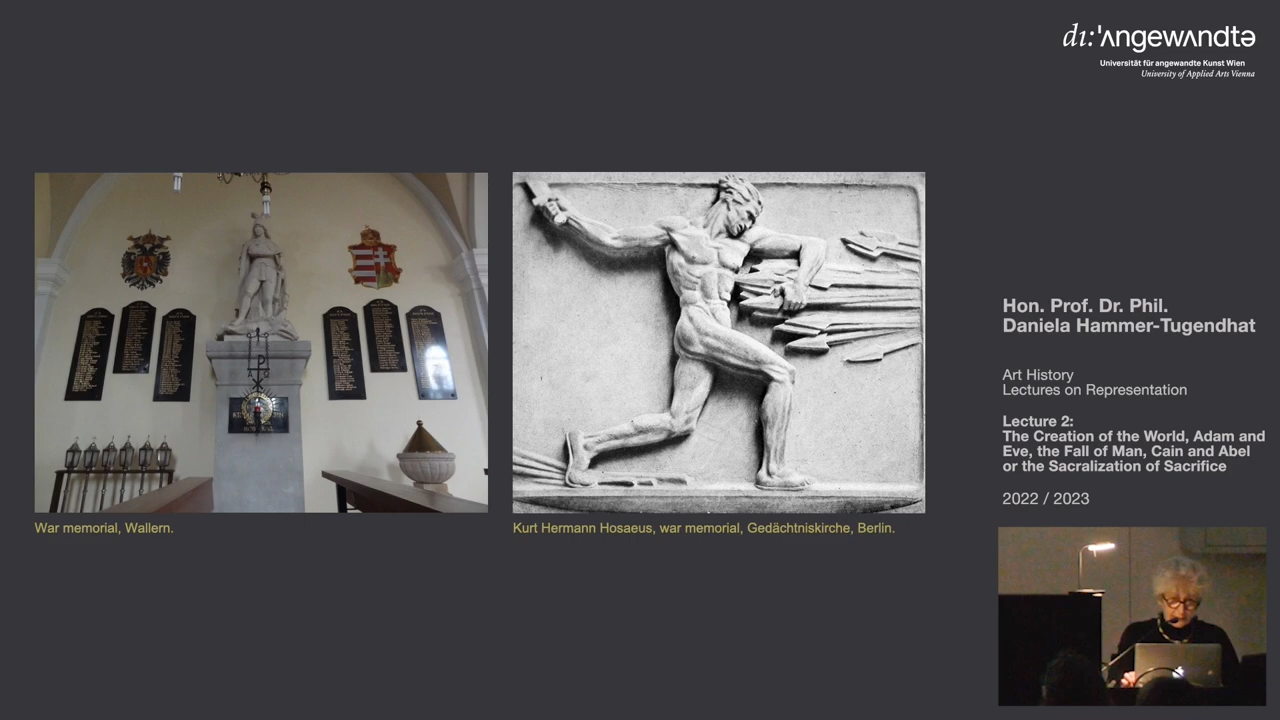 dı:'ʌngewʌndtə
Universität für angewandte Kunst Wien
University of Applied Arts Vienna
War memorial, Wallern.
Kurt Hermann Hosaeus, war memorial, Gedächtniskirche, Berlin.
Hon. Prof. Dr. Phil.
Daniela Hammer-Tugendhat
Art History
Lectures on Representation
Lecture 2:
The Creation of the World, Adam and
Eve, the Fall of Man, Cain and Abel
or the Sacralization of Sacrifice
2022 / 2023